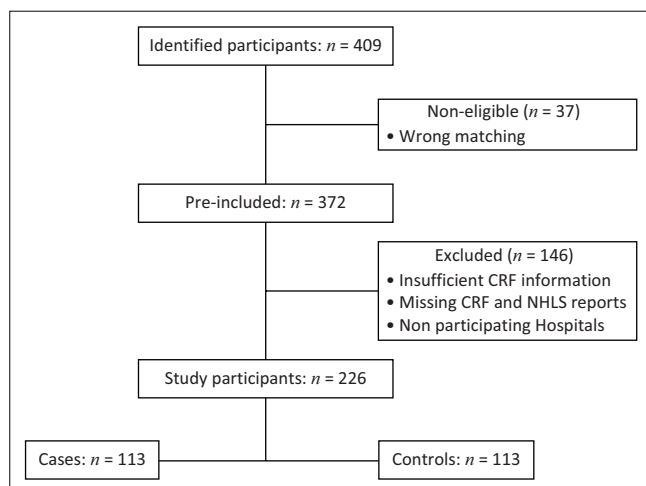 Identified participants: n = 409
Non-eligible (n = 37)
• Wrong matching
Pre-included: n = 372
Excluded (n = 146)
• Insufficient CRF information
• Missing CRF and NHLS reports
• Non participating Hospitals
Study participants: n = 226
Cases: n = 113
Controls: n = 113